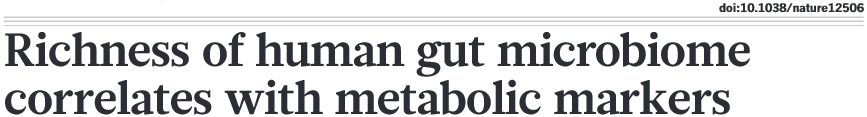 doi:10.1038/nature12506
Richness of human gut microbiome
correlates with metabolic markers